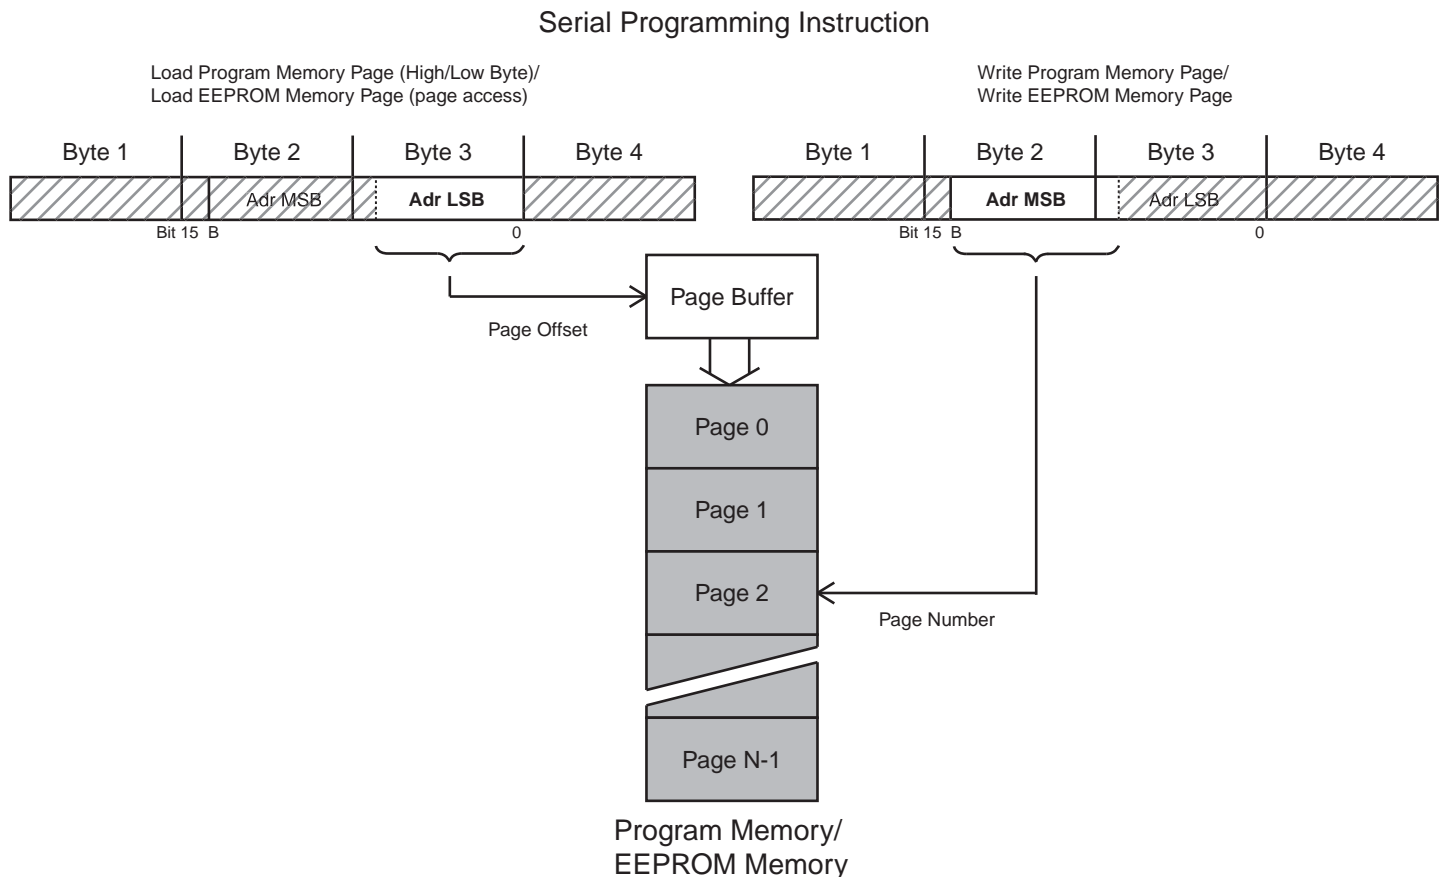 Serial Programming Instruction
Load Program Memory Page (High/Low Byte)/
Load EEPROM Memory Page (page access)
Write Program Memory Page/
Write EEPROM Memory Page
Byte 1 Byte 2 Byte 3 Byte 4
Adr MSB Adr LSB
Bit 15 B 0
Byte 1 Byte 2 Byte 3 Byte 4
Adr MSB Adr LSB
Bit 15 B 0
Page Buffer
Page Offset
Page 0
Page 1
Page 2
Page Number
Page N-1
Program Memory/
EEPROM Memory